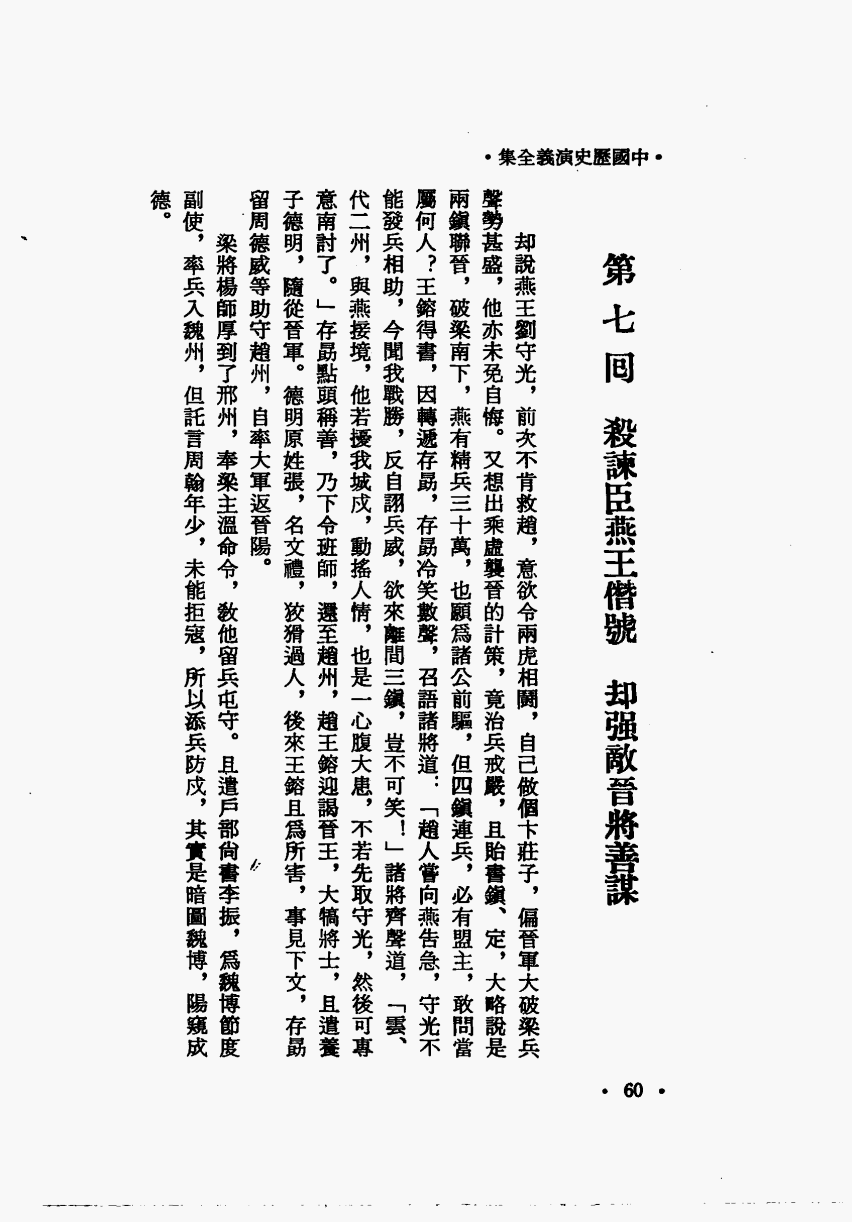 •中國歷史演義全集•
第七回　殺諫臣燕王僭號　却强敵晉將善謀
却說燕王劉守光，前次不肯救趙，意欲令兩虎相鬪，自己做個卞莊子，偏晉軍大破梁兵
聲勢甚盛，他亦未免自悔。又想出乘虛襲晉的計策，竟治兵戒嚴，且貽書鎭、定，大略說是
兩鎭聯晉，破梁南下，燕有精兵三十萬，也願爲諸公前驅，但四鎭連兵，必有盟主，敢問當
屬何人？王鎔得書，因轉遞存勗，存勗冷笑數聲，召語諸將道：「趙人嘗向燕告急，守光不
能發兵相助，今聞我戰勝，反自詡兵威，欲來離間三鎭，豈不可笑！」諸將齊聲道，「雲、
代二州，與燕接境，他若擾我城戍，動搖人情，也是一心腹大患，不若先取守光，然後可專
意南討了。」存勗點頭稱善，乃下令班師，還至趙州，趙王鎔迎謁晉王，大犒將士，且遣養
子德明，隨從晉軍。德明原姓張，名文禮，狡猾過人，後來王鎔且爲所害，事見下文，存勗
留周德威等助守趙州，自率大軍返晉陽。
梁將楊師厚到了邢州，奉梁主溫命令，敎他留兵屯守。且遣戶部尙書李振，爲魏博節度
副使，率兵入魏州，但託言周翰年少，未能拒寇，所以添兵防戍，其實是暗圖魏博，陽窺成
德。
• 60 •